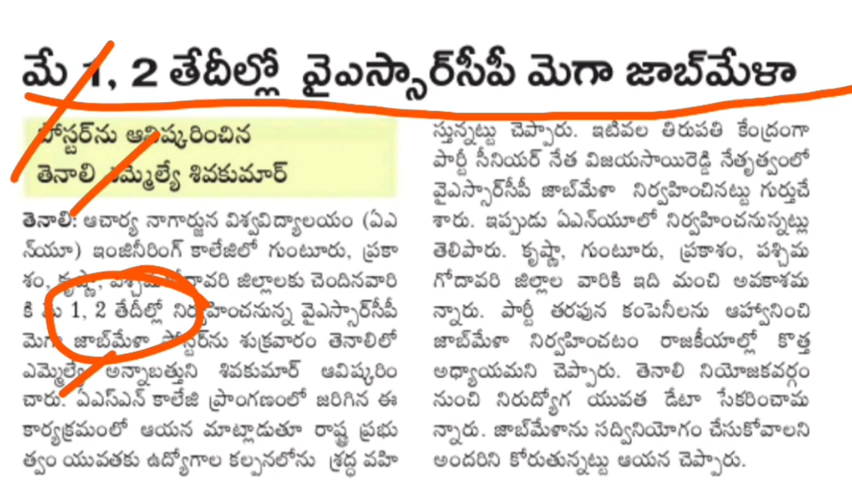 మే 1, 2 తేదీల్లో వైఎస్సార్‌సీపీ మెగా జాబ్‌మేళా
పోస్టర్‌ను ఆవిష్కరించిన
తెనాలి ఎమ్మెల్యే శివకుమార్
తెనాలి: ఆచార్య నాగార్జున విశ్వవిద్యాలయం (ఏఎ
న్‌యూ) ఇంజినీరింగ్ కాలేజిలో గుంటూరు, ప్రకా
శం, కృష్ణా, పశ్చిమ గోదావరి జిల్లాలకు చెందినవారి
కి మే 1, 2 తేదీల్లో నిర్వహించనున్న వైఎస్సార్‌సీపీ
మెగా జాబ్‌మేళా పోస్టర్‌ను శుక్రవారం తెనాలిలో
ఎమ్మెల్యే అన్నాబత్తుని శివకుమార్ ఆవిష్కరిం
చారు. ఏఎస్ఎన్ కాలేజి ప్రాంగణంలో జరిగిన ఈ
కార్యక్రమంలో ఆయన మాట్లాడుతూ రాష్ట్ర ప్రభు
త్వం యువతకు ఉద్యోగాల కల్పనలోను శ్రద్ధ వహి
స్తున్నట్టు చెప్పారు. ఇటీవల తిరుపతి కేంద్రంగా
పార్టీ సీనియర్ నేత విజయసాయిరెడ్డి నేతృత్వంలో
వైఎస్సార్‌సీపీ జాబ్‌మేళా నిర్వహించినట్టు గుర్తుచే
శారు. ఇప్పుడు ఏఎన్‌యూలో నిర్వహించనున్నట్లు
తెలిపారు. కృష్ణా, గుంటూరు, ప్రకాశం, పశ్చిమ
గోదావరి జిల్లాల వారికి ఇది మంచి అవకాశమ
న్నారు. పార్టీ తరఫున కంపెనీలను ఆహ్వానించి
జాబ్‌మేళా నిర్వహించటం రాజకీయాల్లో కొత్త
అధ్యాయమని చెప్పారు. తెనాలి నియోజకవర్గం
నుంచి నిరుద్యోగ యువత డేటా సేకరించామ
న్నారు. జాబ్‌మేళాను సద్వినియోగం చేసుకోవాలని
అందరిని కోరుతున్నట్టు ఆయన చెప్పారు.